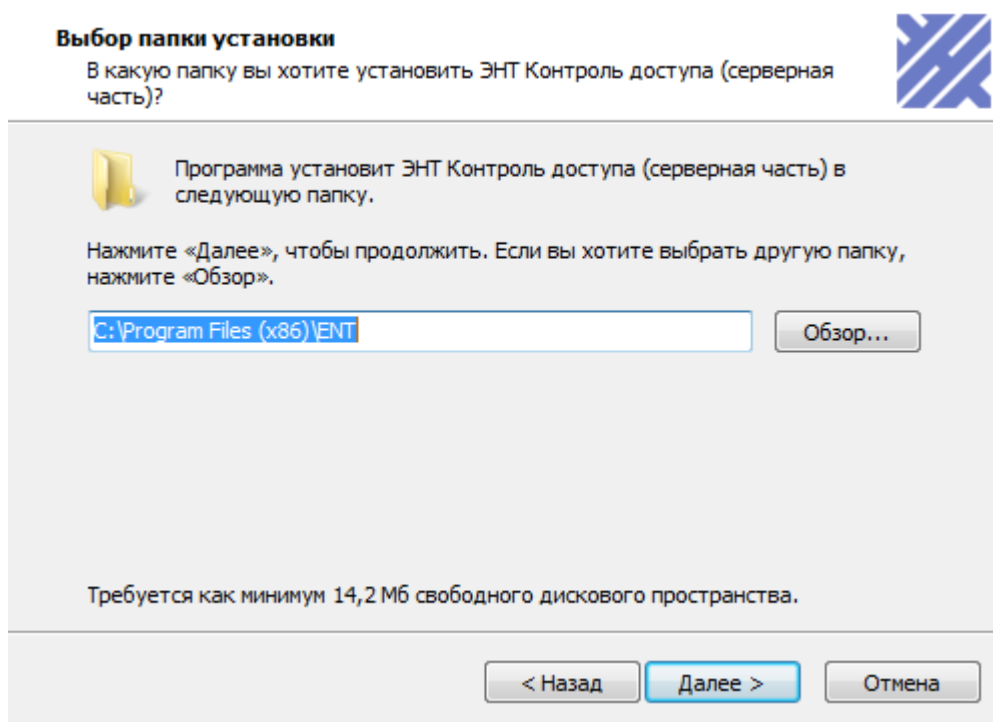 Выбор папки установки
В какую папку вы хотите установить ЭНТ Контроль доступа (серверная
часть)?
Программа установит ЭНТ Контроль доступа (серверная часть) в
следующую папку.
Нажмите «Далее», чтобы продолжить. Если вы хотите выбрать другую папку,
нажмите «Обзор».
C:\Program Files (x86)\ENT
Обзор...
Требуется как минимум 14,2 Мб свободного дискового пространства.
< Назад
Далее >
Отмена